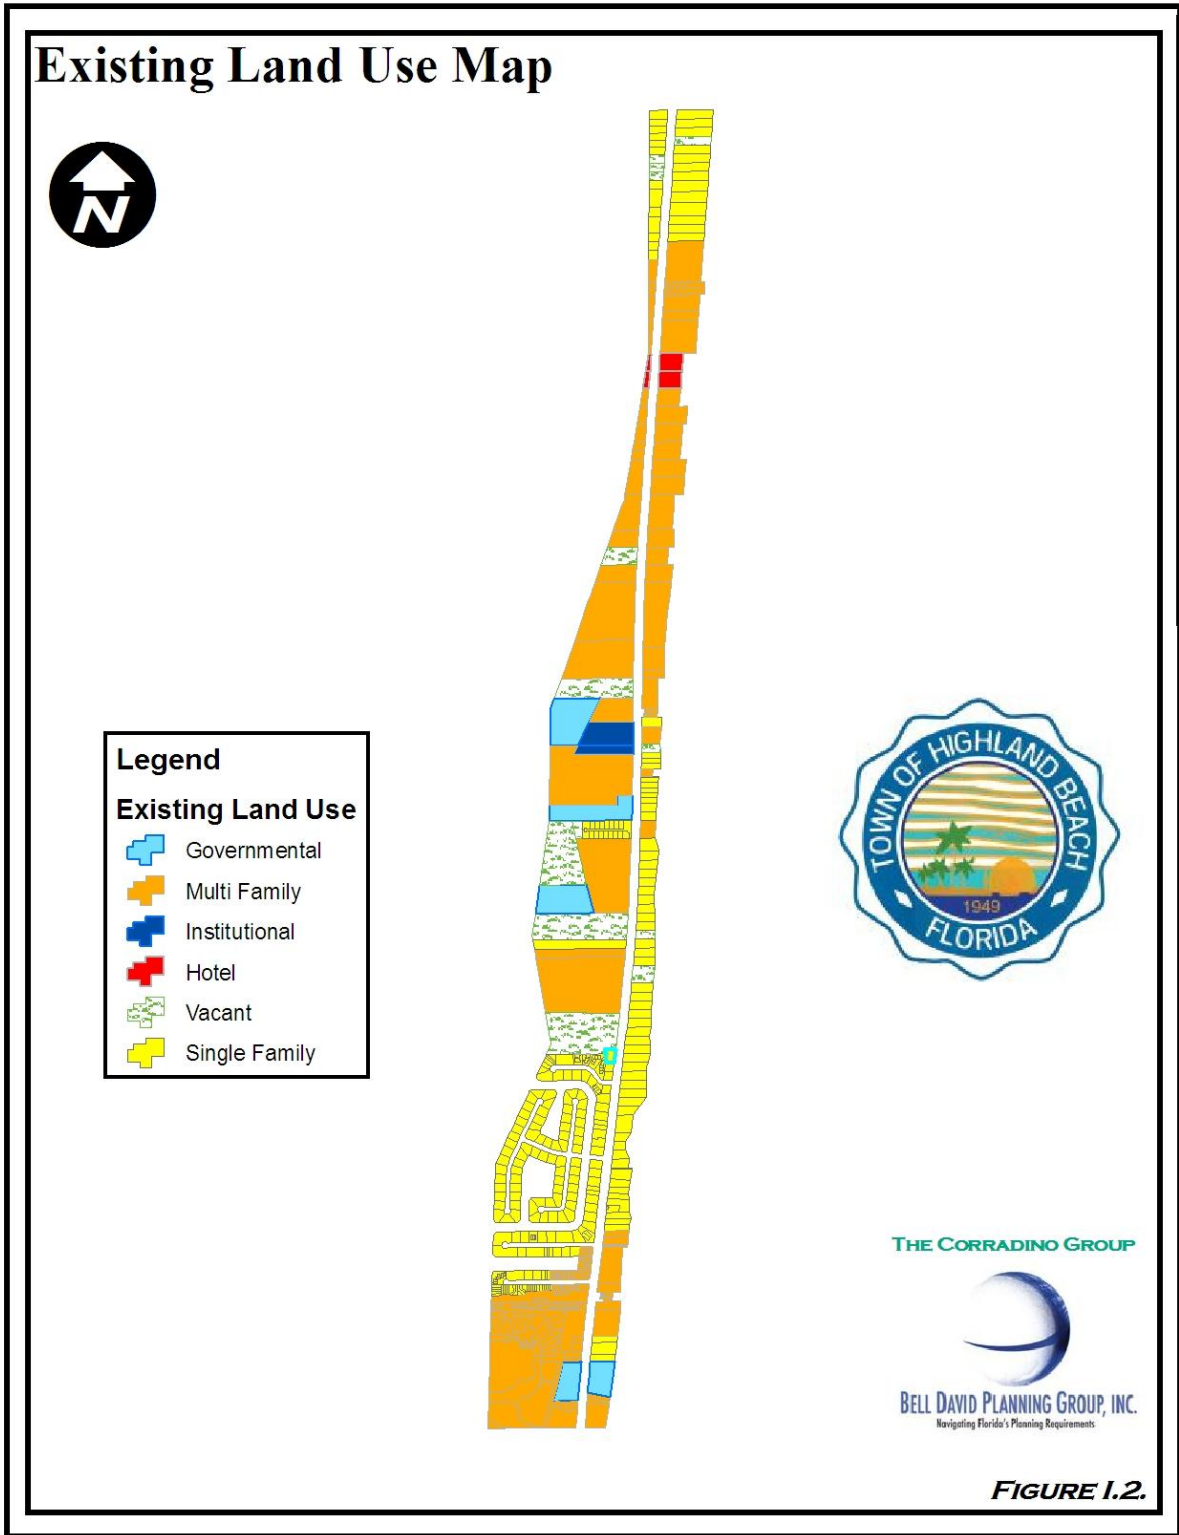 Existing Land Use Map
N
Legend
Existing Land Use
Governmental
Multi Family
Institutional
Hotel
Vacant
Single Family
TOWN OF HIGHLAND BEACH
1949
FLORIDA
THE CORRADINO GROUP
BELL DAVID PLANNING GROUP, INC.
Navigating Florida's Planning Requirements
FIGURE I.2.